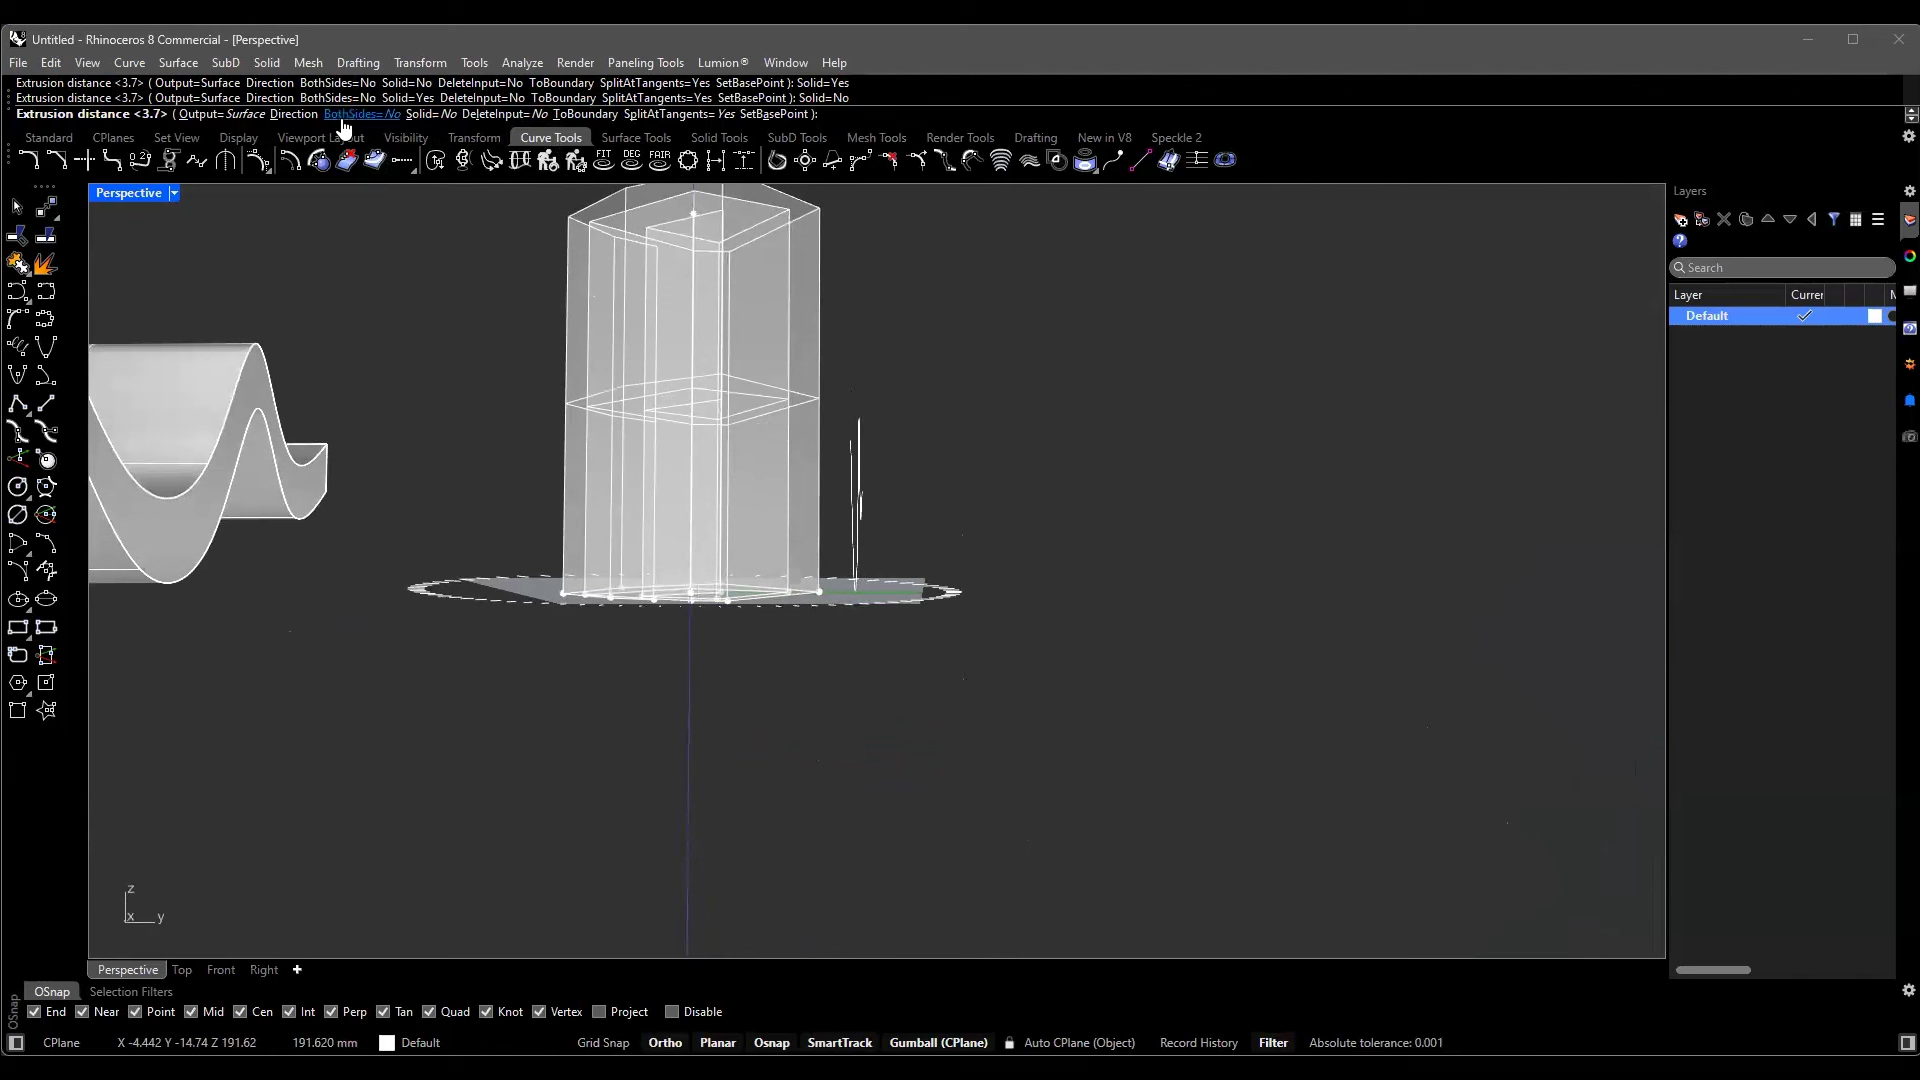 Untitled - Rhinoceros 8 Commercial - [Perspective]
File Edit View Curve Surface SubD Solid Mesh Drafting Transform Tools Analyze Render Paneling Tools Lumion® Window Help
Extrusion distance <3.7> ( Output=Surface Direction BothSides=No Solid=No DeleteInput=No ToBoundary SplitAtTangents=Yes SetBasePoint ): Solid=Yes
Extrusion distance <3.7> ( Output=Surface Direction BothSides=No Solid=Yes DeleteInput=No ToBoundary SplitAtTangents=Yes SetBasePoint ): Solid=No
Extrusion distance <3.7> ( Output=Surface Direction BothSides=No Solid=No DeleteInput=No ToBoundary SplitAtTangents=Yes SetBasePoint ):
Standard CPlanes Set View Display Viewport Layout Visibility Transform Curve Tools Surface Tools Solid Tools SubD Tools Mesh Tools Render Tools Drafting New in V8 Speckle 2
FIT DEG FAIR
Perspective
Layers
Search
Layer Currer M
Default
z
x y
Perspective Top Front Right
OSnap Selection Filters
OSnap
End Near Point Mid Cen Int Perp Tan Quad Knot Vertex Project Disable
CPlane X -4.442 Y -14.74 Z 191.62 191.620 mm Default Grid Snap Ortho Planar Osnap SmartTrack Gumball (CPlane) Auto CPlane (Object) Record History Filter Absolute tolerance: 0.001